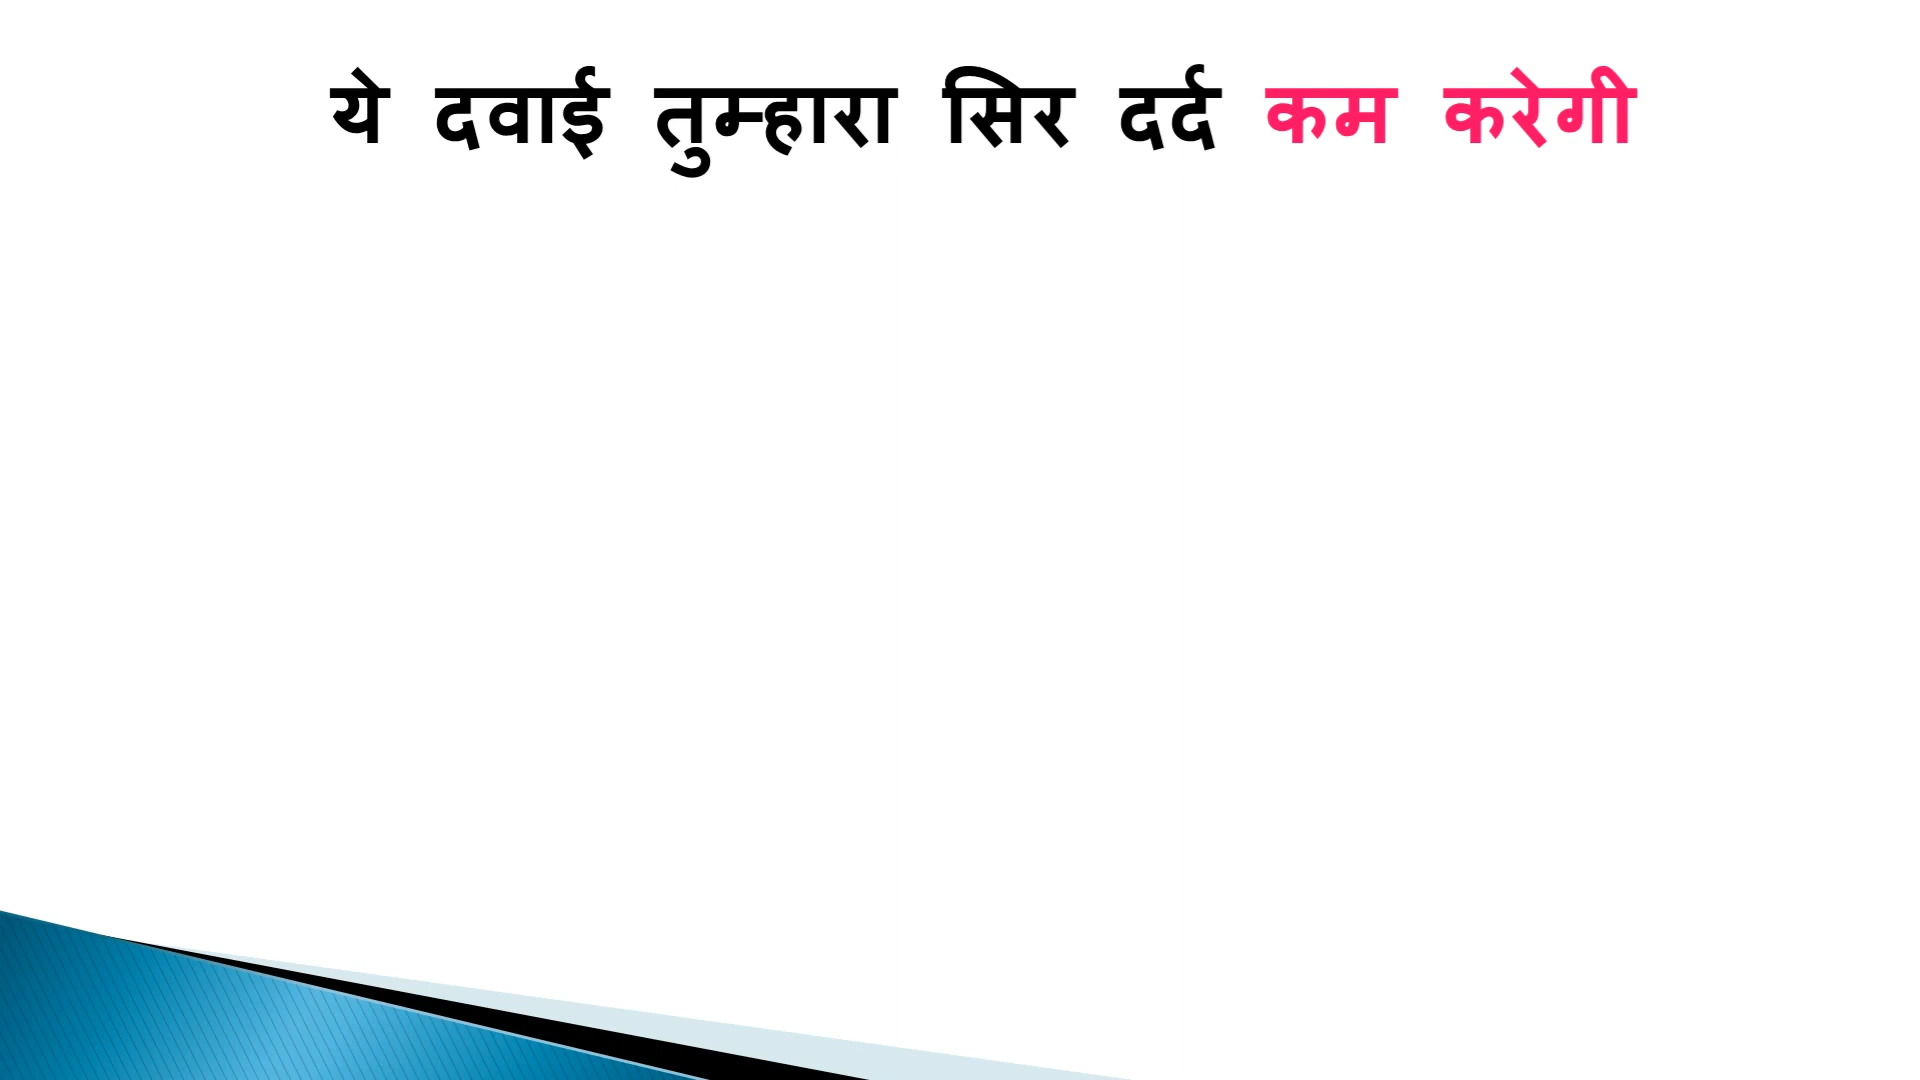 ये दवाई तुम्हारा सिर दर्द कम करेगी